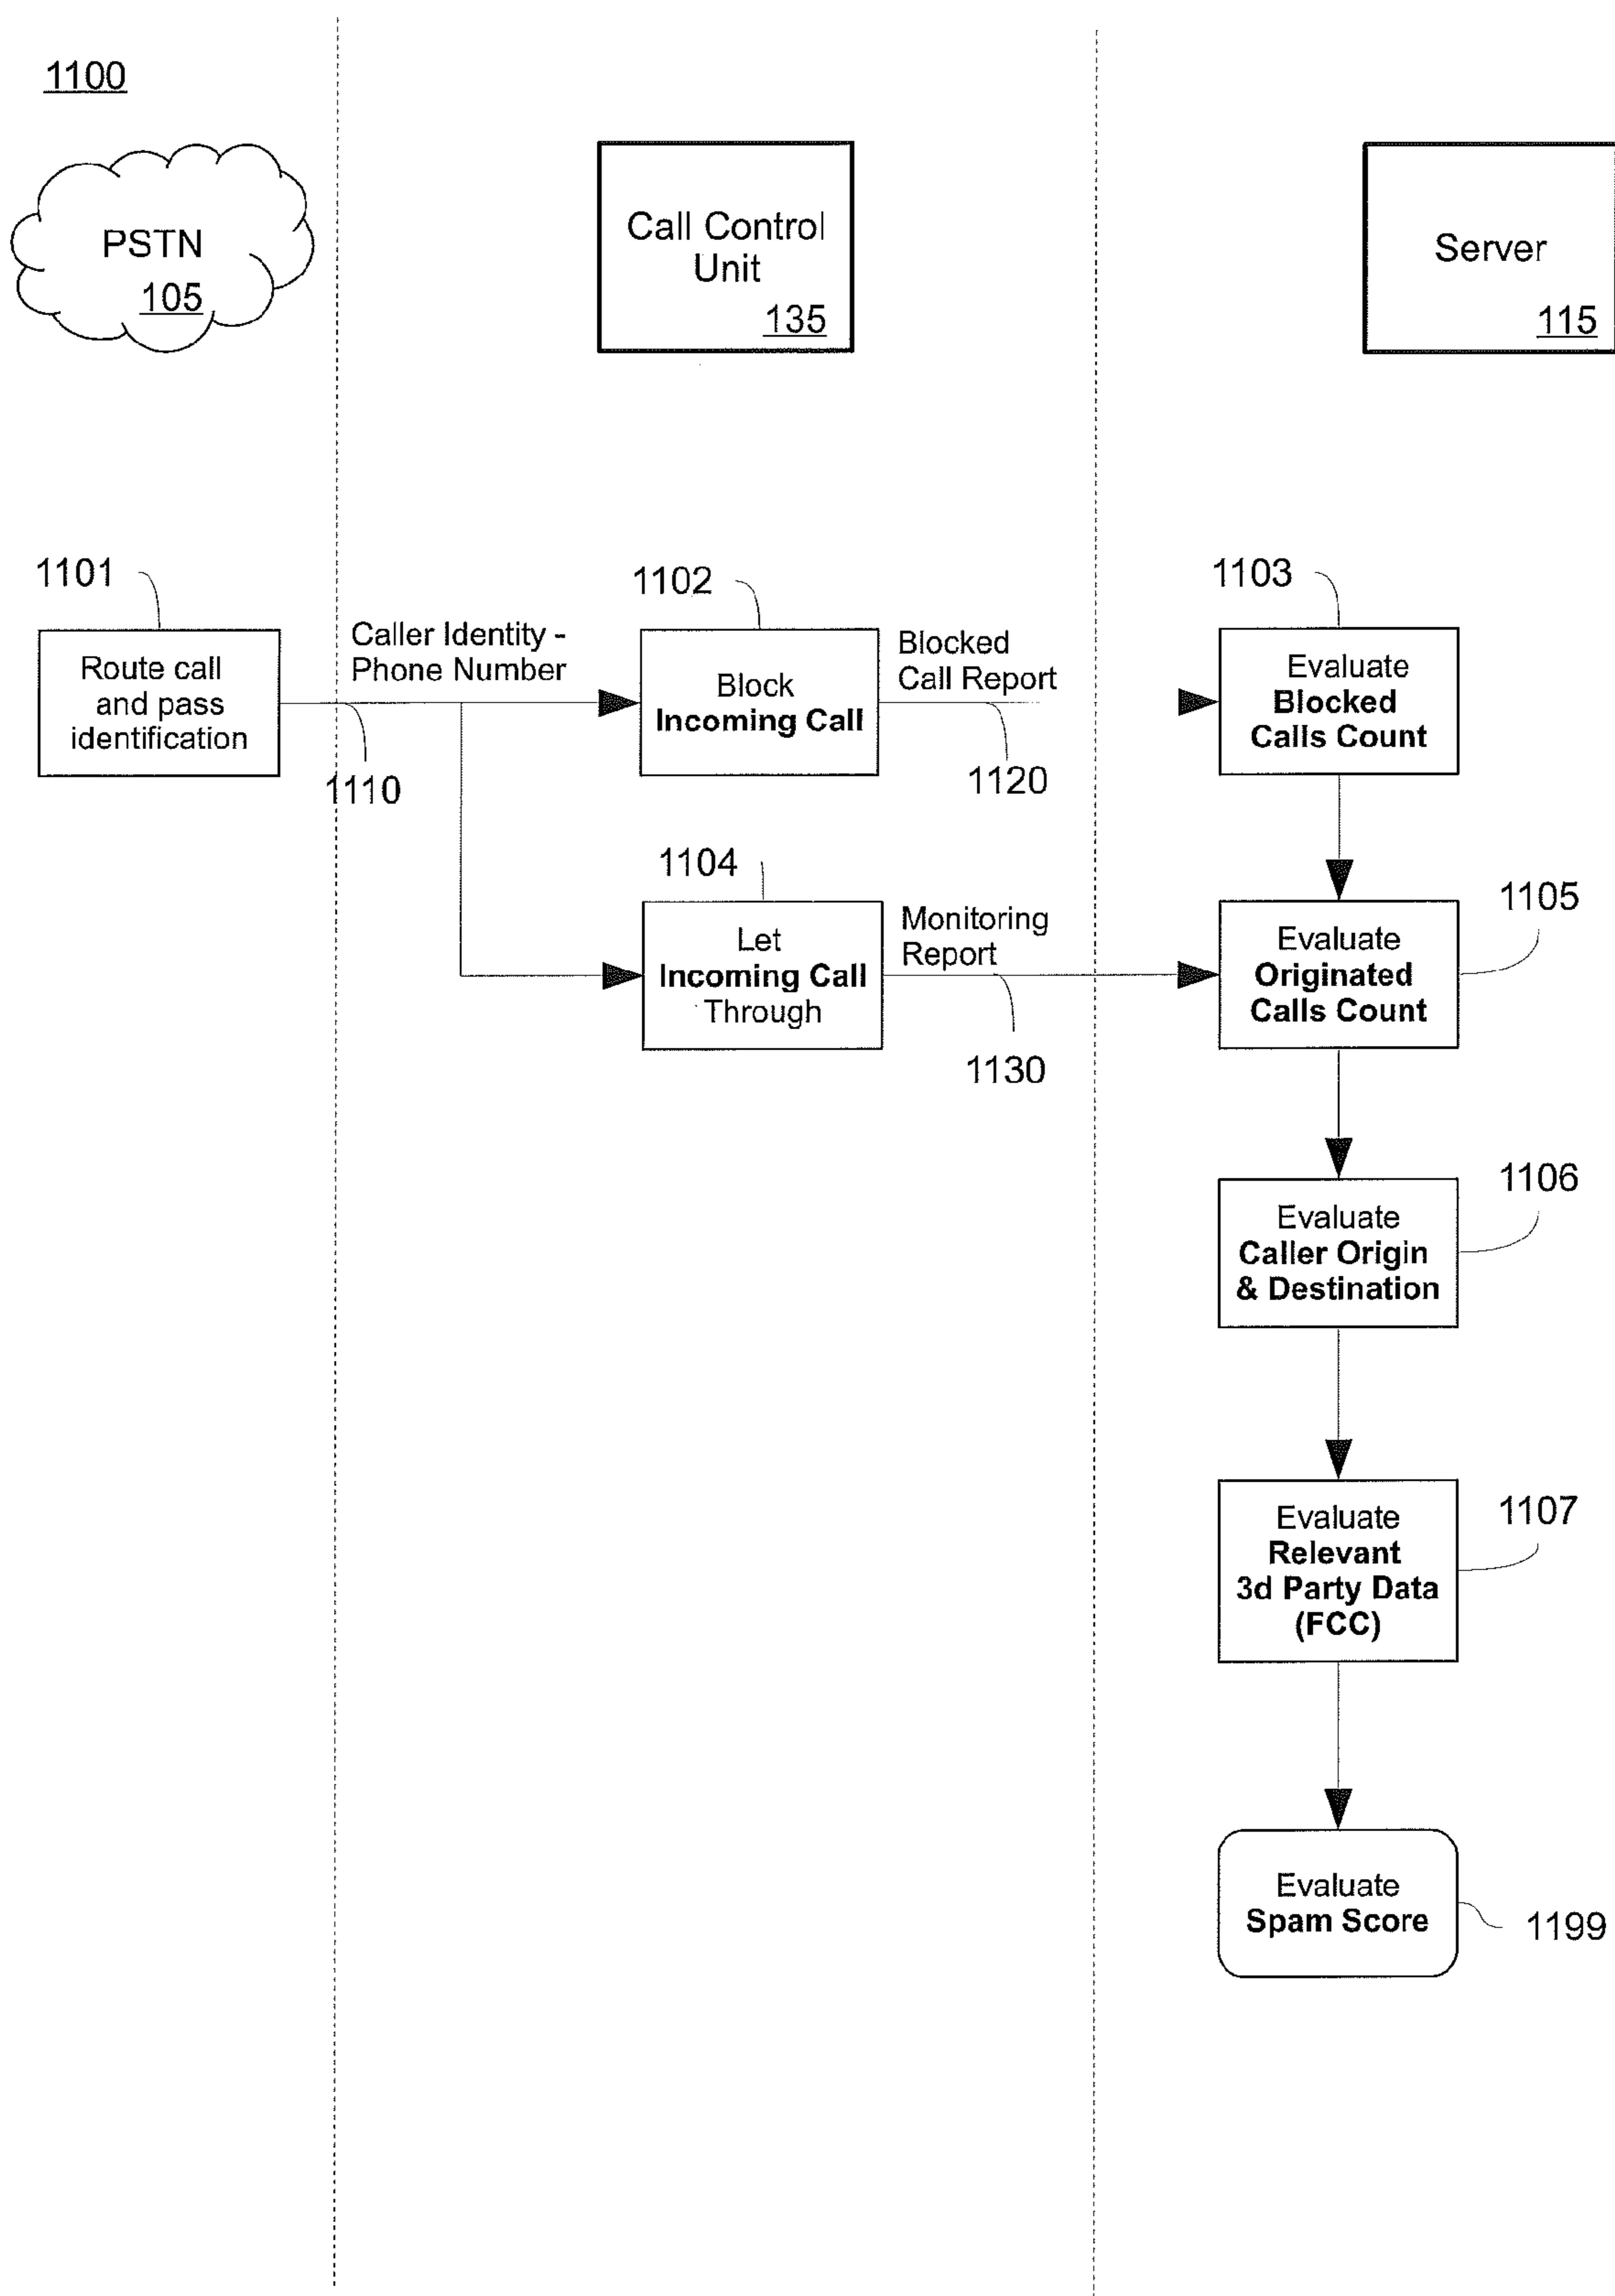 1100
PSTN
105
Call Control
Unit
135
Server
115
1101
Route call
and pass
identification
Caller Identity -
Phone Number
1110
1102
Block
Incoming Call
Blocked
Call Report
1120
1103
Evaluate
Blocked
Calls Count
1104
Let
Incoming Call
Through
Monitoring
Report
1130
1105
Evaluate
Originated
Calls Count
1106
Evaluate
Caller Origin
& Destination
1107
Evaluate
Relevant
3d Party Data
(FCC)
Evaluate
Spam Score
1199